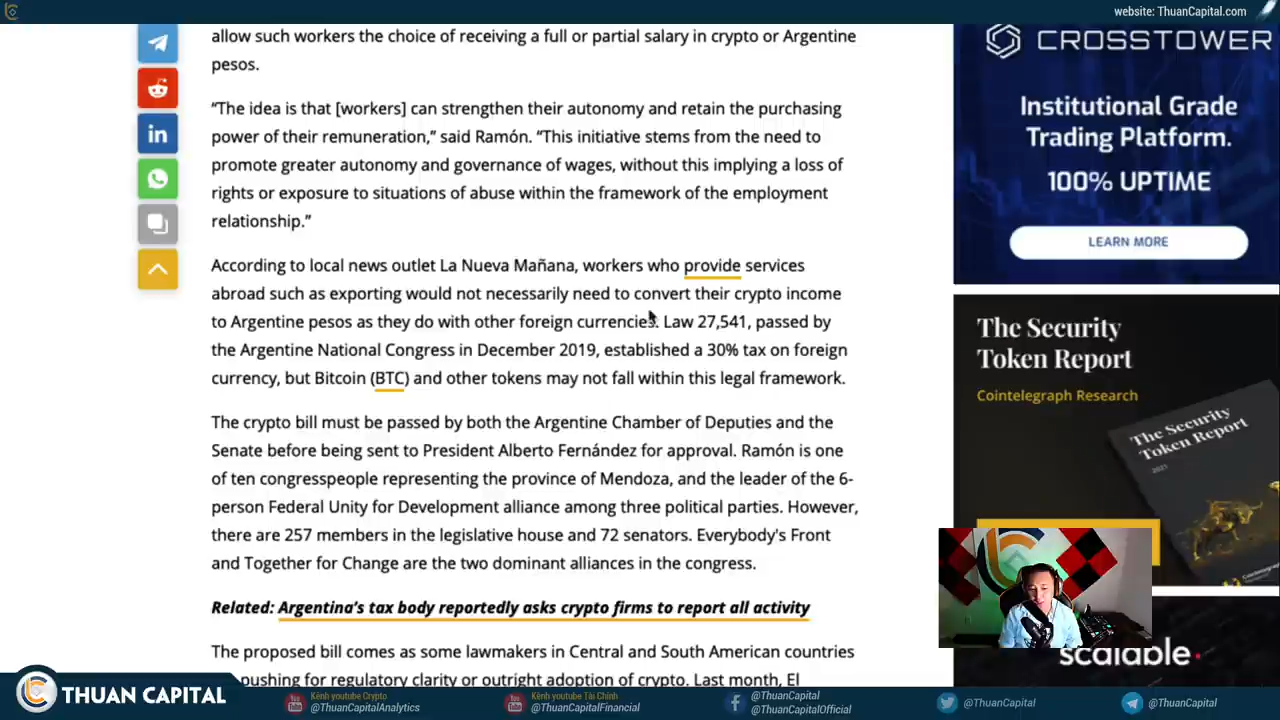 website: ThuanCapital.com
allow such workers the choice of receiving a full or partial salary in crypto or Argentine
pesos.
“The idea is that [workers] can strengthen their autonomy and retain the purchasing
power of their remuneration,” said Ramón. “This initiative stems from the need to
promote greater autonomy and governance of wages, without this implying a loss of
rights or exposure to situations of abuse within the framework of the employment
relationship.”
According to local news outlet La Nueva Mañana, workers who provide services
abroad such as exporting would not necessarily need to convert their crypto income
to Argentine pesos as they do with other foreign currencies. Law 27,541, passed by
the Argentine National Congress in December 2019, established a 30% tax on foreign
currency, but Bitcoin (BTC) and other tokens may not fall within this legal framework.
The crypto bill must be passed by both the Argentine Chamber of Deputies and the
Senate before being sent to President Alberto Fernández for approval. Ramón is one
of ten congresspeople representing the province of Mendoza, and the leader of the 6-
person Federal Unity for Development alliance among three political parties. However,
there are 257 members in the legislative house and 72 senators. Everybody's Front
and Together for Change are the two dominant alliances in the congress.
Related: Argentina's tax body reportedly asks crypto firms to report all activity
The proposed bill comes as some lawmakers in Central and South American countries
pushing for regulatory clarity or outright adoption of crypto. Last month, El
CROSSTOWER
Institutional Grade
Trading Platform.
100% UPTIME
LEARN MORE
The Security
Token Report
Cointelegraph Research
The Security
Token Report
2021
scalable.
THUAN CAPITAL
Kênh youtube Crypto
@ThuanCapitalAnalytics
Kênh youtube Tài Chính
@ThuanCapitalFinancial
@ThuanCapital
@ThuanCapitalOfficial
@ThuanCapital
@ThuanCapital